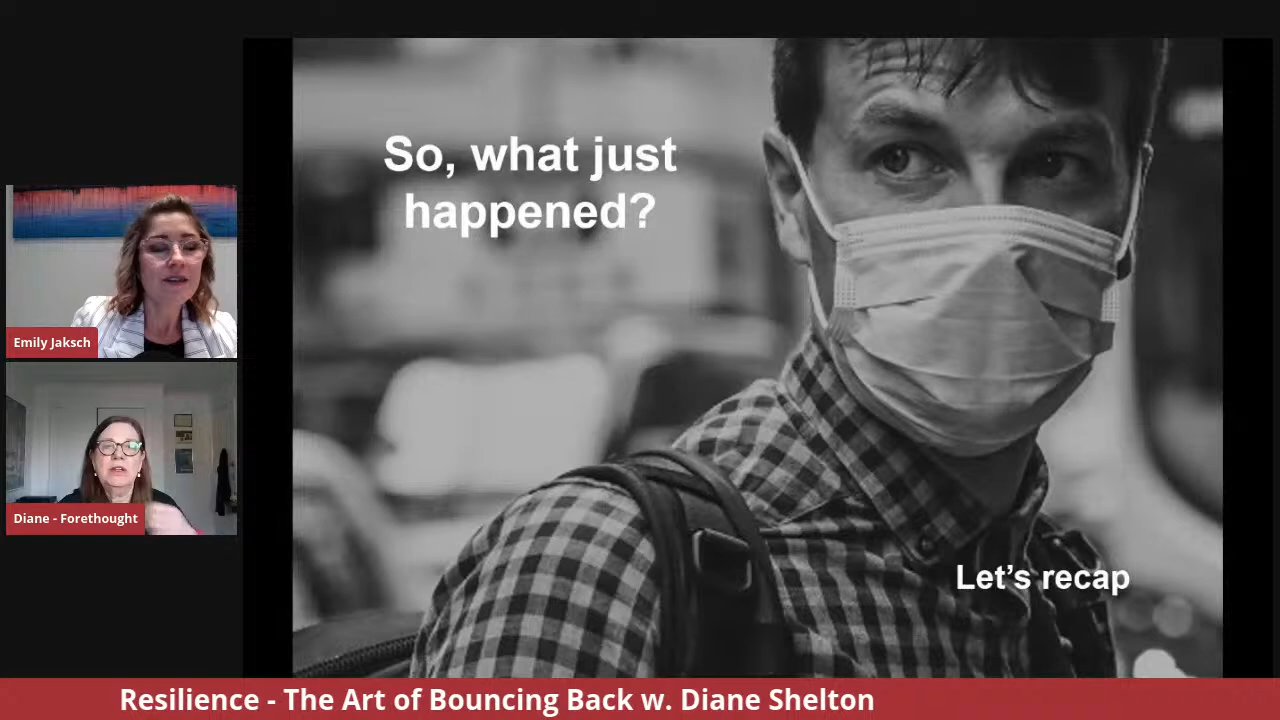 So, what just
happened?
Emily Jaksch
Diane - Forethought
Let’s recap
Resilience - The Art of Bouncing Back w. Diane Shelton